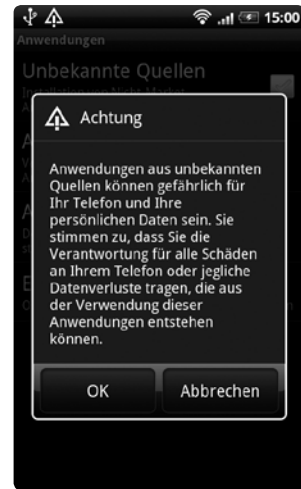 15:00
Anwendungen
Unbekannte Quellen
Achtung
Anwendungen aus unbekannten
Quellen können gefährlich für
Ihr Telefon und Ihre
persönlichen Daten sein. Sie
stimmen zu, dass Sie die
Verantwortung für alle Schäden
an Ihrem Telefon oder jegliche
Datenverluste tragen, die aus
der Verwendung dieser
Anwendungen entstehen
können.
OK
Abbrechen